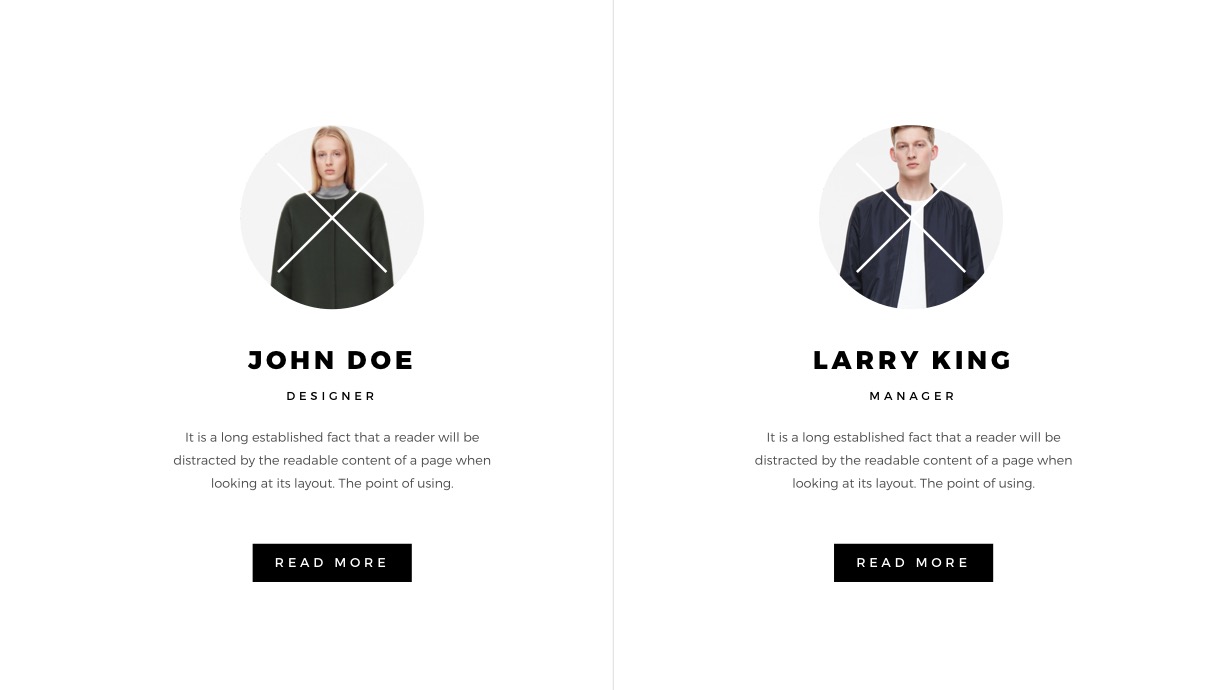 JOHN DOE
DESIGNER
It is a long established fact that a reader will be
distracted by the readable content of a page when
looking at its layout. The point of using.
READ MORE
LARRY KING
MANAGER
It is a long established fact that a reader will be
distracted by the readable content of a page when
looking at its layout. The point of using.
READ MORE